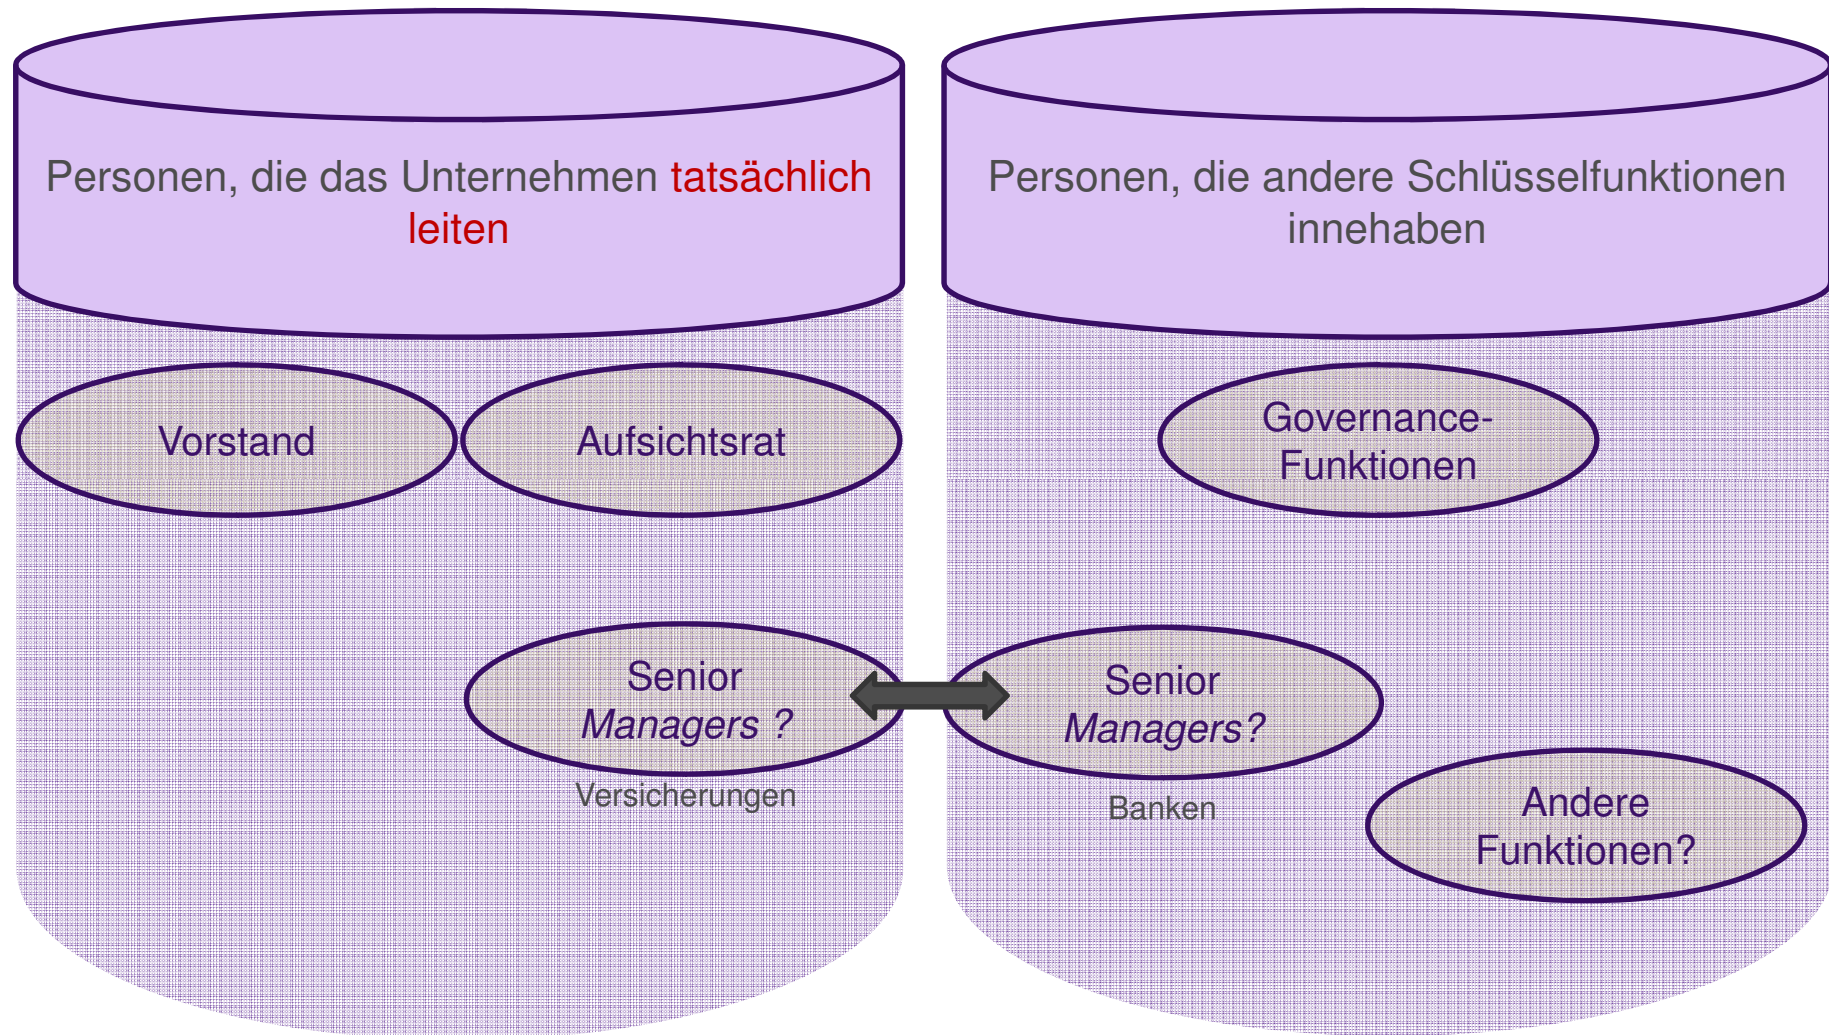 Personen, die das Unternehmen tatsächlich
leiten
Personen, die andere Schlüsselfunktionen
innehaben
Vorstand
Aufsichtsrat
Governance-
Funktionen
Senior
Managers ?
Versicherungen
Senior
Managers?
Banken
Andere
Funktionen?